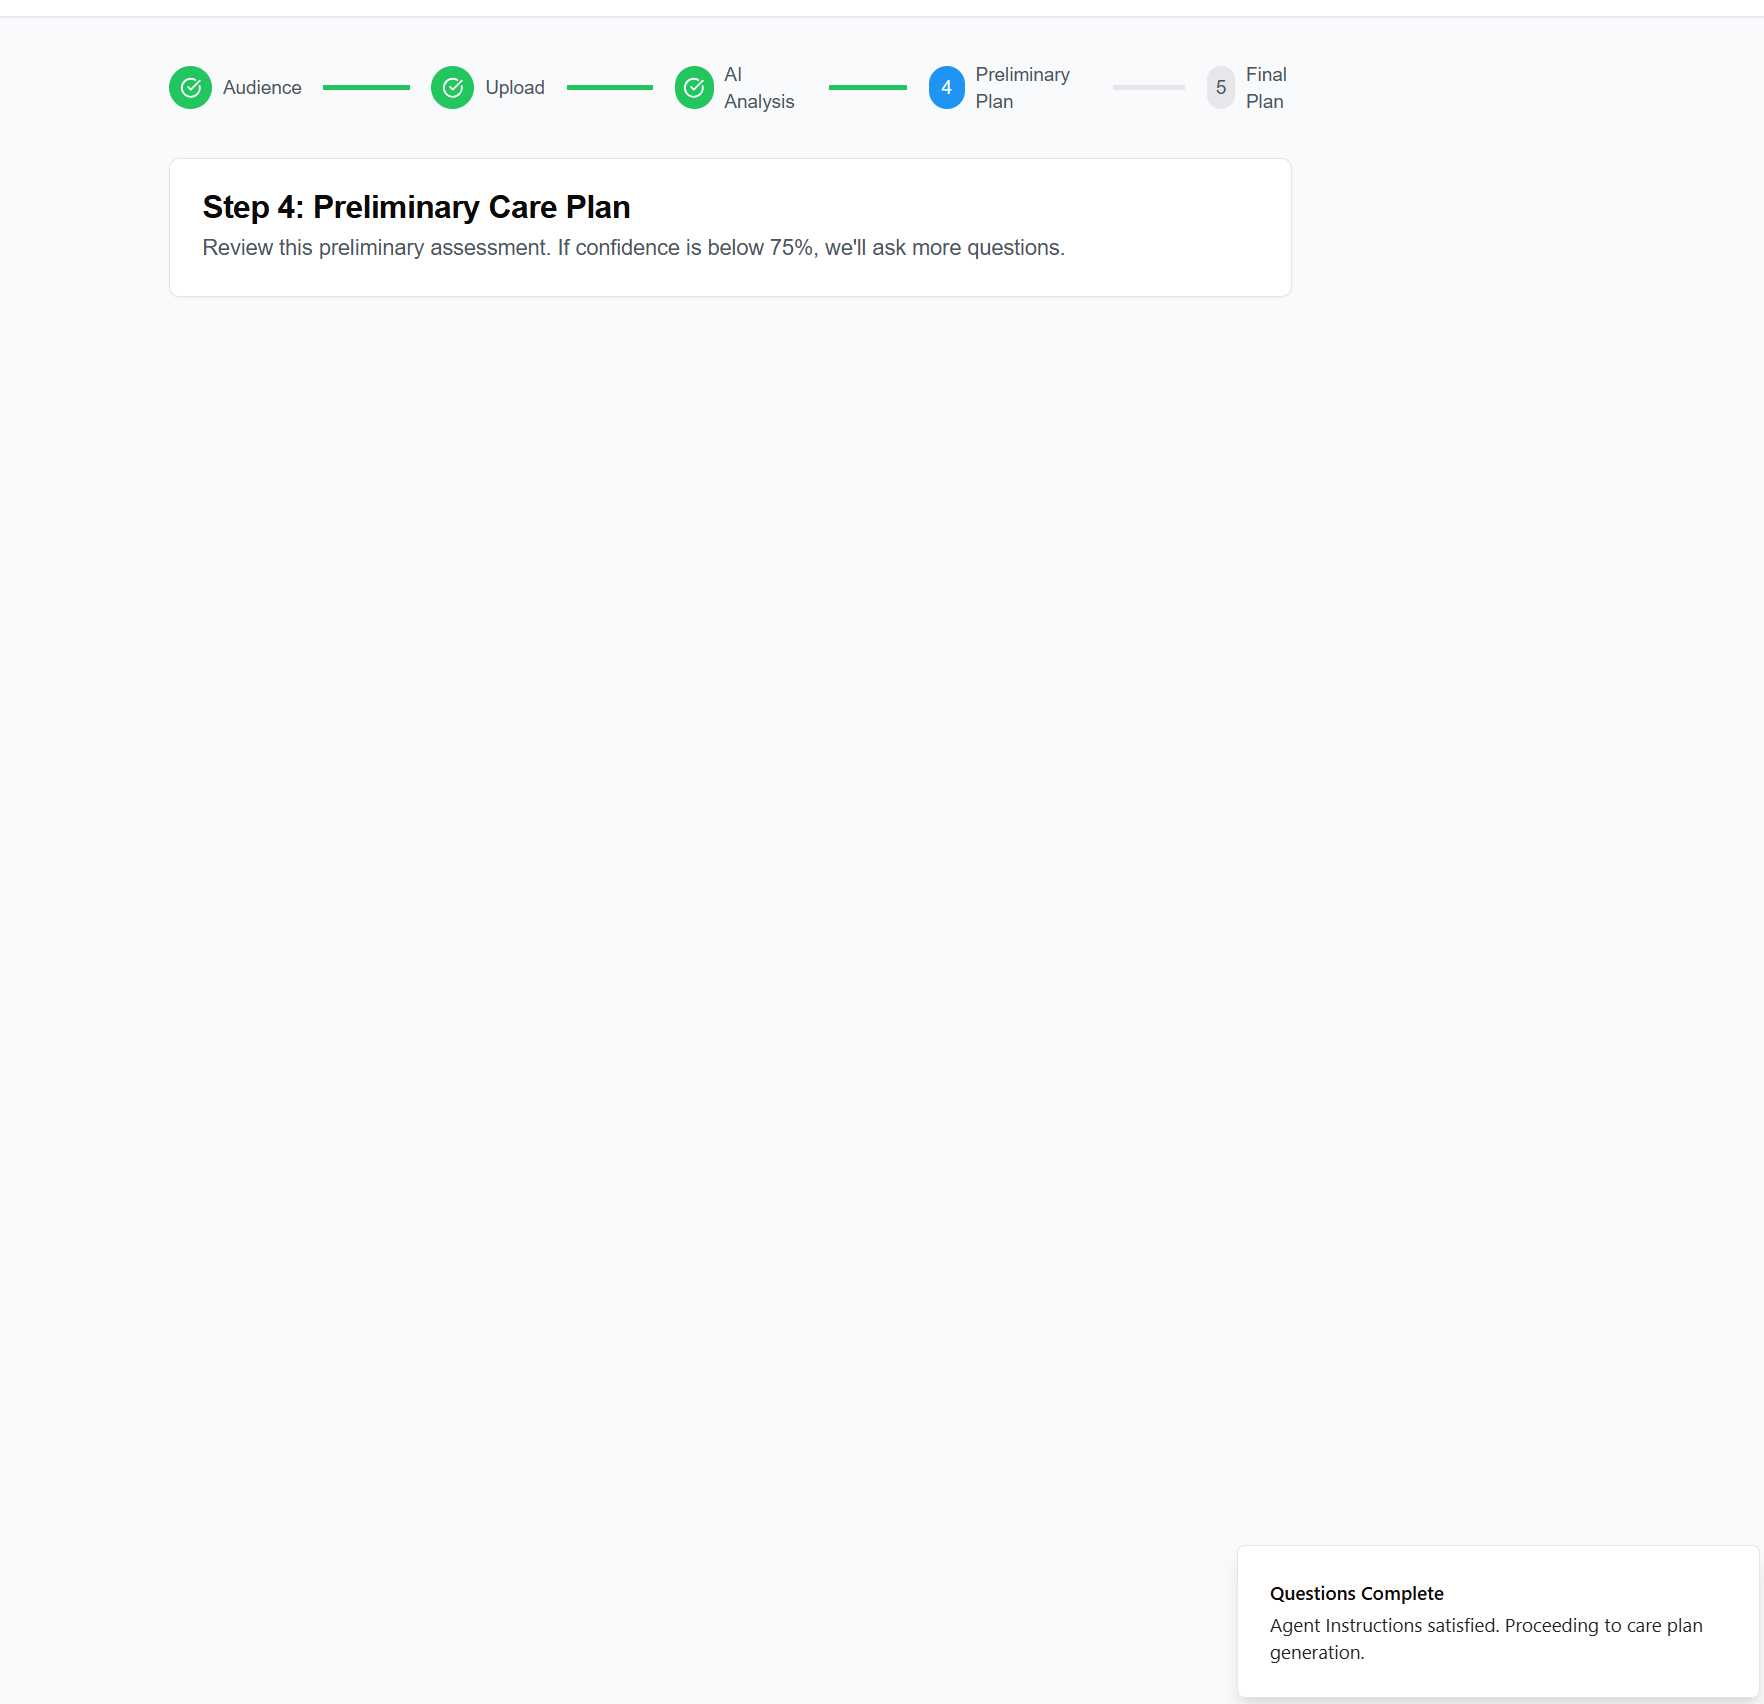 Audience
Upload
AI
Analysis
4
Preliminary
Plan
5
Final
Plan
Step 4: Preliminary Care Plan
Review this preliminary assessment. If confidence is below 75%, we'll ask more questions.
Questions Complete
Agent Instructions satisfied. Proceeding to care plan
generation.